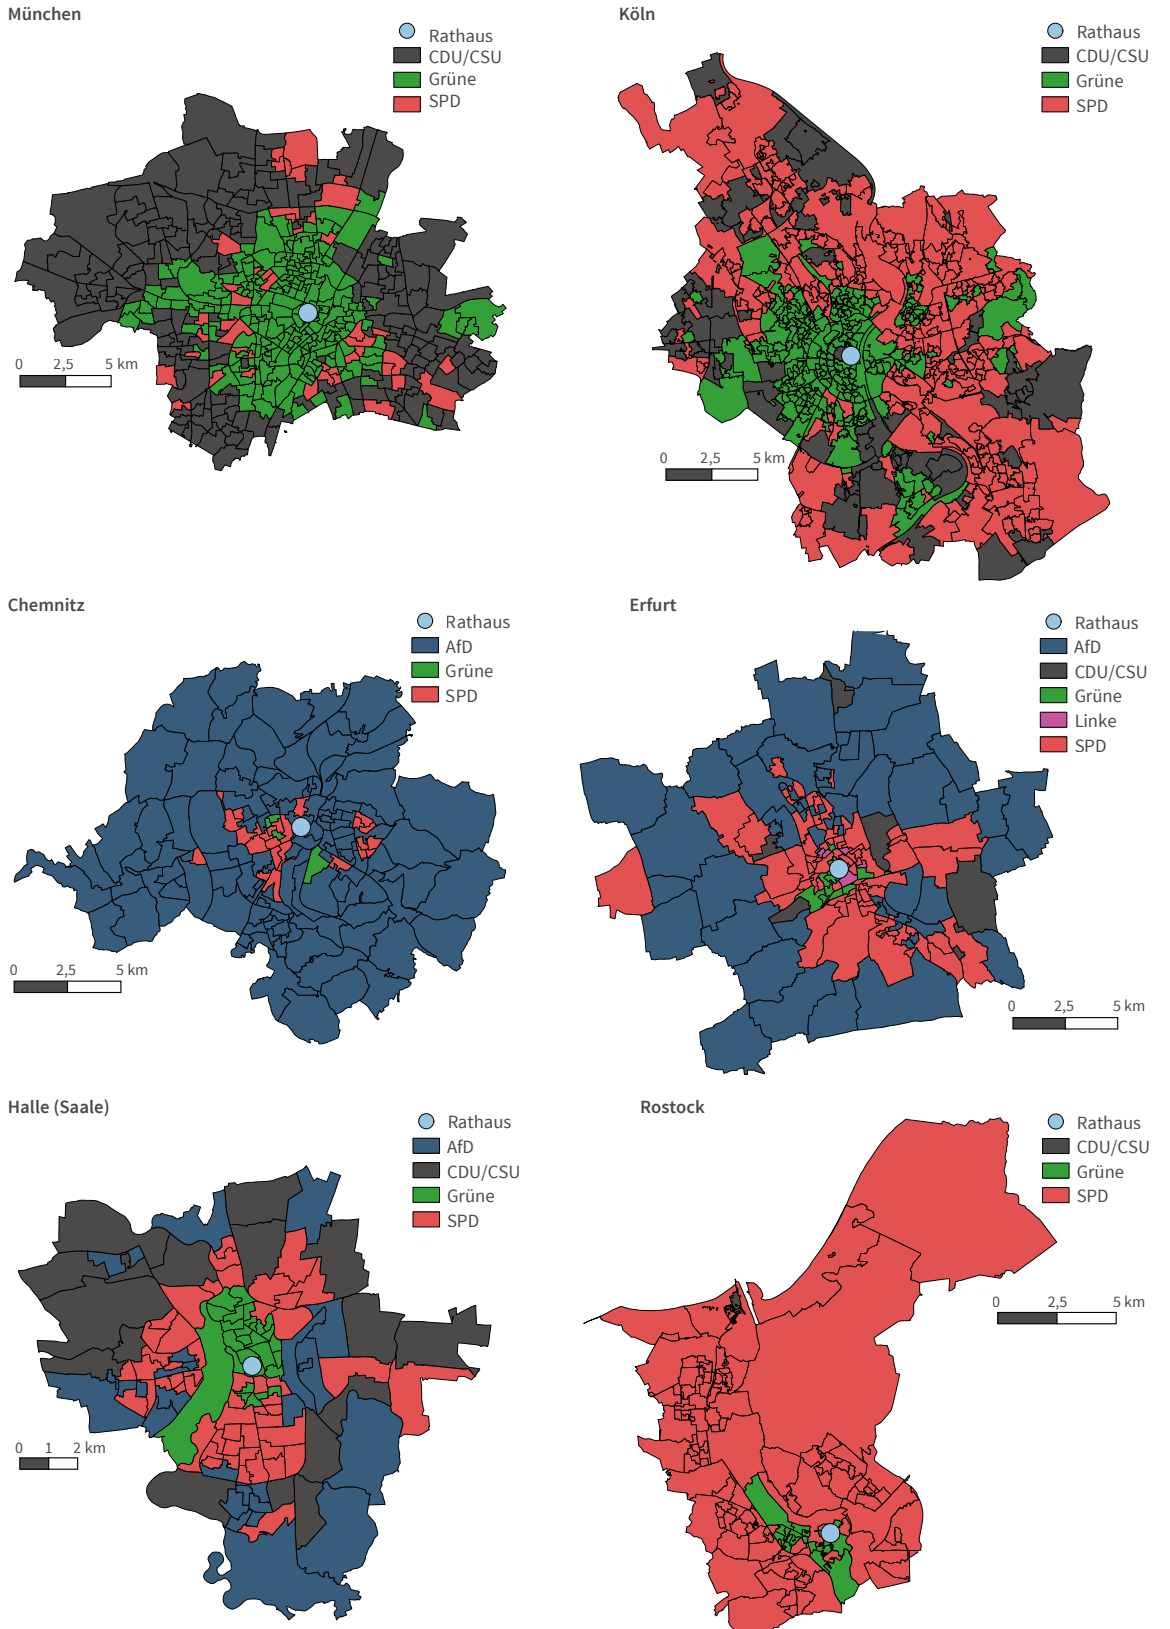 München
Rathaus
CDU/CSU
Grüne
SPD
0 2,5 5 km
Köln
Rathaus
CDU/CSU
Grüne
SPD
0 2,5 5 km
Chemnitz
Rathaus
AfD
Grüne
SPD
0 2,5 5 km
Erfurt
Rathaus
AfD
CDU/CSU
Grüne
Linke
SPD
0 2,5 5 km
Halle (Saale)
Rathaus
AfD
CDU/CSU
Grüne
SPD
0 1 2 km
Rostock
Rathaus
CDU/CSU
Grüne
SPD
0 2,5 5 km